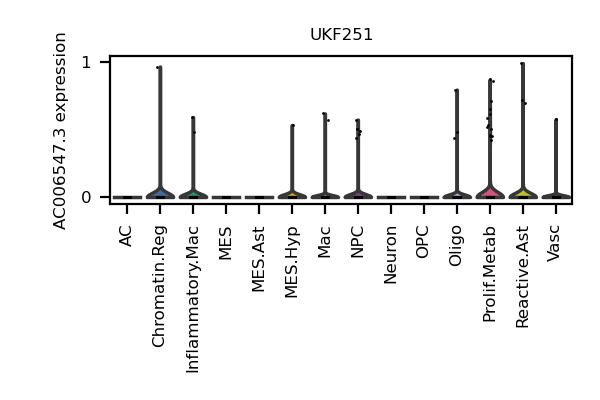 UKF251
AC006547.3 expression
1
0
AC
Chromatin.Reg
Inflammatory.Mac
MES
MES.Ast
MES.Hyp
Mac
NPC
Neuron
OPC
Oligo
Prolif.Metab
Reactive.Ast
Vasc